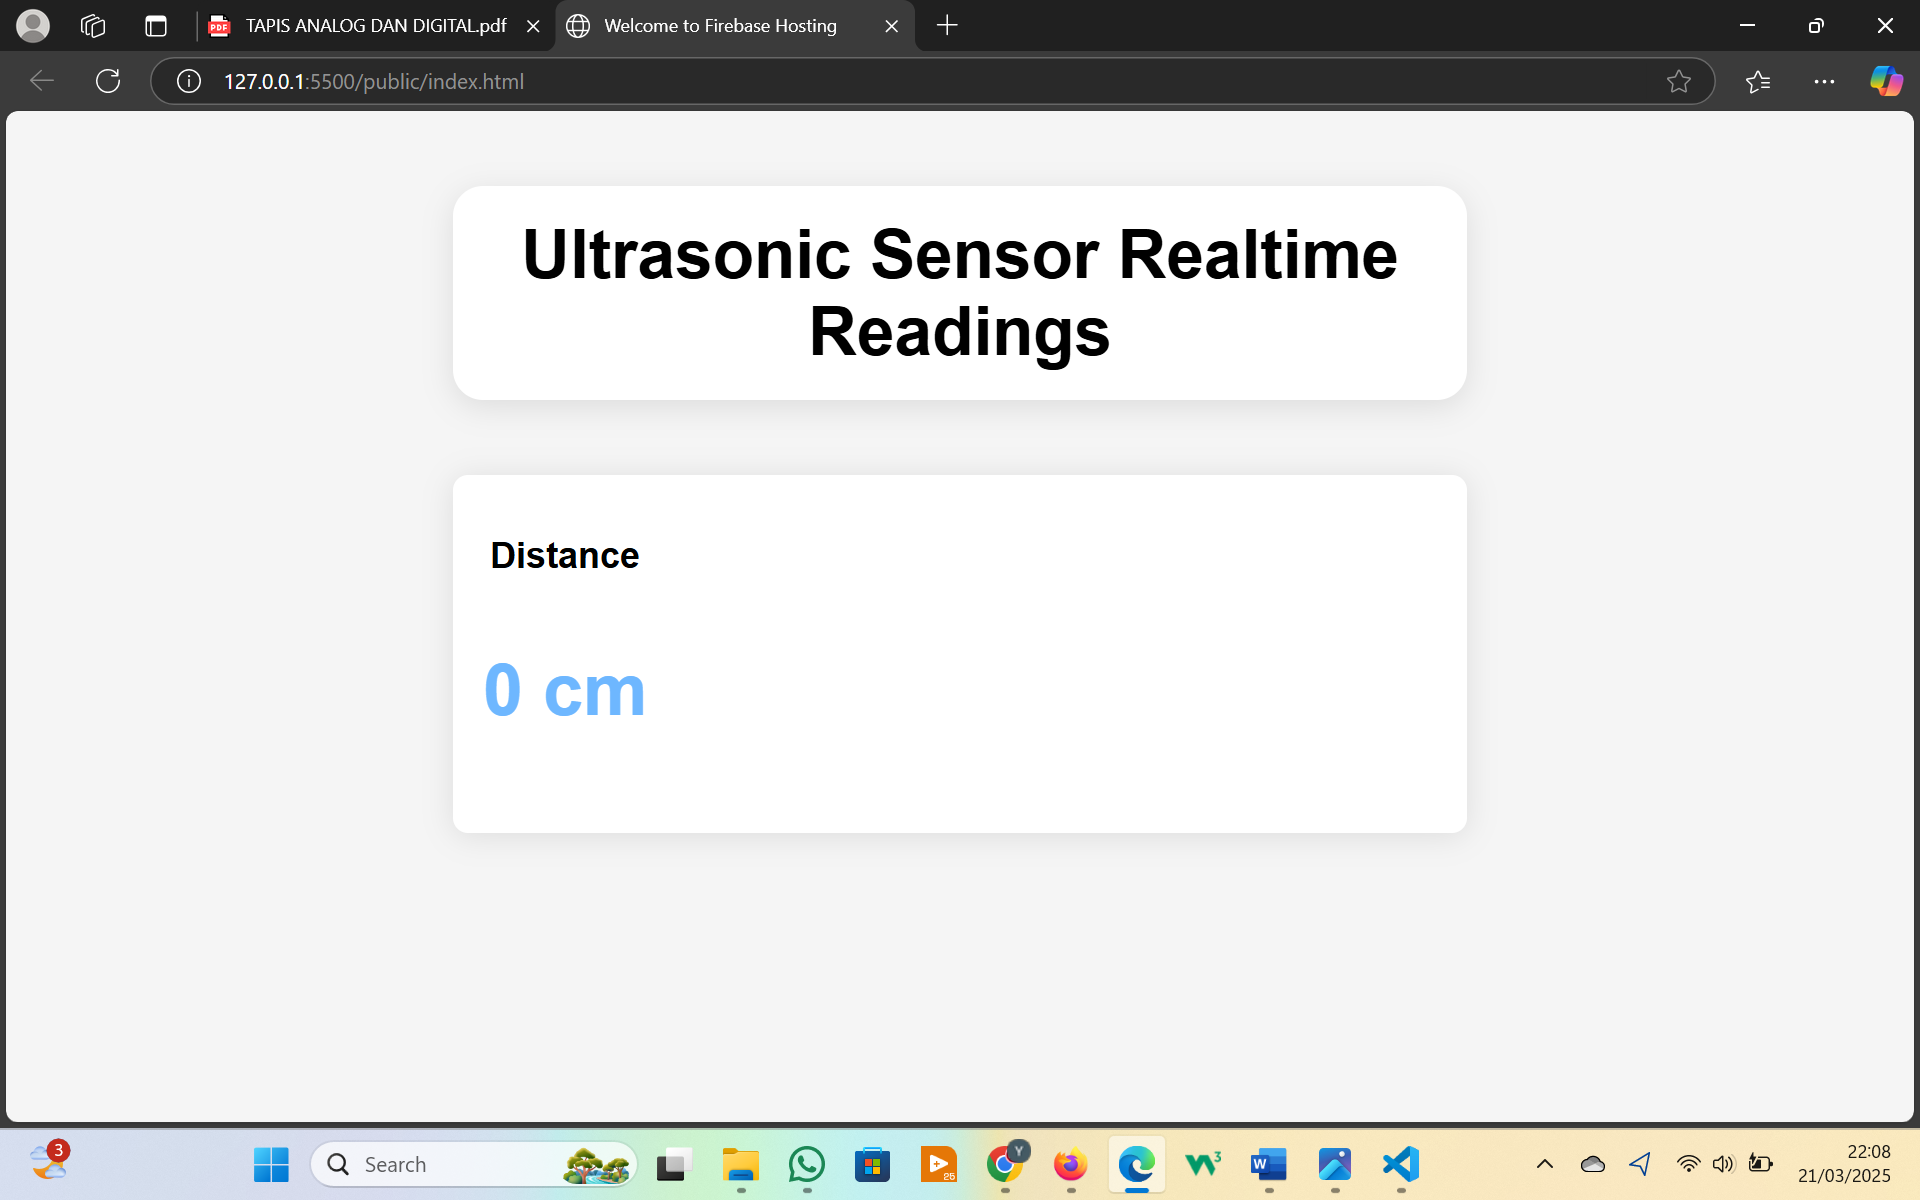 TAPIS ANALOG DAN DIGITAL.pdf
Welcome to Firebase Hosting
127.0.0.1:5500/public/index.html
Ultrasonic Sensor Realtime
Readings
Distance
0 cm
3
Search
26
Y
W3
W
22:08
21/03/2025